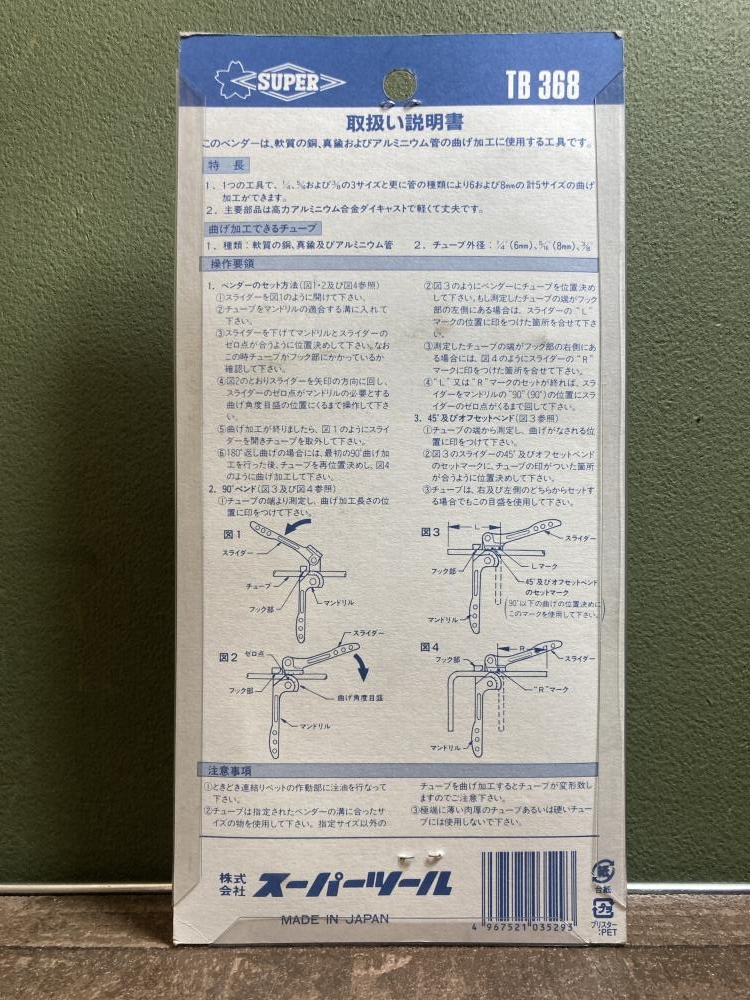 SUPER
TB 368
取扱い説明書
このベンダーは、軟質の銅、真鍮およびアルミニウム管の曲げ加工に使用する工具です。
特 長
1. 1つの工具で、1/4、5/16および3/8の3サイズと更に管の種類により6および8mmの計5サイズの曲げ
加工ができます。
2. 主要部品は高力アルミニウム合金ダイキャストで軽くて丈夫です。
曲げ加工できるチューブ
1. 種類：軟質の銅、真鍮及びアルミニウム管 2. チューブ外径：1/4"(6mm)、5/16"(8mm)、3/8"
操作要領
1. ベンダーのセット方法(図1・2及び図4参照)
①スライダーを図1のように開けて下さい。
②チューブをマンドリルの適合する溝に入れて
下さい。
③スライダーを下げてマンドリルとスライダーの
ゼロ点が合うように位置決めして下さい。なお
この時チューブがフック部にかかっているか
確認して下さい。
④図2のとおりスライダーを矢印の方向に回し、
スライダーのゼロ点がマンドリルの必要とする
曲げ角度目盛の位置にくるまで操作して下さ
い。
⑤曲げ加工が終りましたら、図1のようにスライ
ダーを開きチューブを取外して下さい。
⑥180°返し曲げの場合には、最初の90°曲げ加
工を行った後、チューブを再位置決めし、図4
のように曲げ加工して下さい。
2. 90°ベンド(図3及び図4参照)
①チューブの端より測定し、曲げ加工長さの位
置に印をつけて下さい。
②図3のようにベンダーにチューブを位置決め
して下さい。もし測定したチューブの端がフック
部の左側にある場合は、スライダーの"L"
マークの位置に印をつけた箇所を合せて下さ
い。
③測定したチューブの端がフック部の右側にあ
る場合には、図4のようにスライダーの"R"
マークに印をつけた箇所を合せて下さい。
④"L"又は"R"マークのセットが終れば、スラ
イダーをマンドリルの"90"(90°)の位置にスラ
イダーのゼロ点がくるまで回して下さい。
3. 45°及びオフセットベンド(図3参照)
①チューブの端から測定し、曲げがなされる位
置に印をつけて下さい。
②図3のスライダーの45°及びオフセットベンド
のセットマークに、チューブの印がついた箇所
が合うように位置決して下さい。
③チューブは、右及び左側のどちらからセットす
る場合でもこの目盛を使用して下さい。
図1
スライダー
チューブ
フック部
マンドリル
図3
L
スライダー
フック部
Lマーク
45°及びオフセットベンド
のセットマーク
(90°以下の曲げの位置決めに
このマークを使用して下さい。)
マンドリル
図2
ゼロ点
スライダー
フック部
曲げ角度目盛
マンドリル
図4
フック部
R
スライダー
"R"マーク
マンドリル
注意事項
①ときどき連結リベットの作動部に注油を行なって
下さい。
②チューブは指定されたベンダーの溝に合ったサ
イズの物を使用して下さい。指定サイズ以外の
チューブを曲げ加工するとチューブが変形致し
ますのでご注意下さい。
③極端に薄い肉厚のチューブあるいは硬いチュー
ブには使用しないで下さい。
株式
会社 スーパーツール
MADE IN JAPAN
4 967521 035293
紙
台紙
プラ
ブリスター
:PET